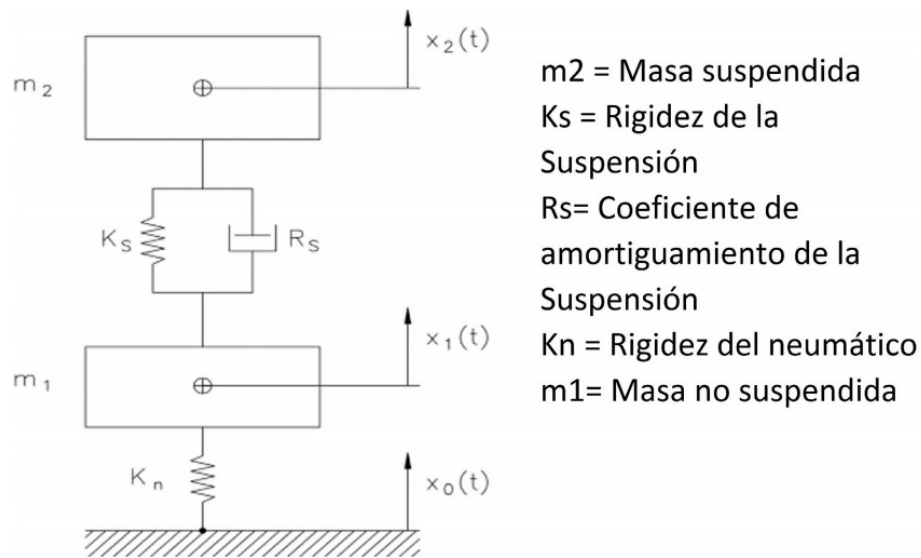 x₂(t)
m₂
Kₛ
Rₛ
x₁(t)
m₁
Kₙ
x₀(t)
m2 = Masa suspendida
Ks = Rigidez de la
Suspensión
Rs= Coeficiente de
amortiguamiento de la
Suspensión
Kn = Rigidez del neumático
m1= Masa no suspendida